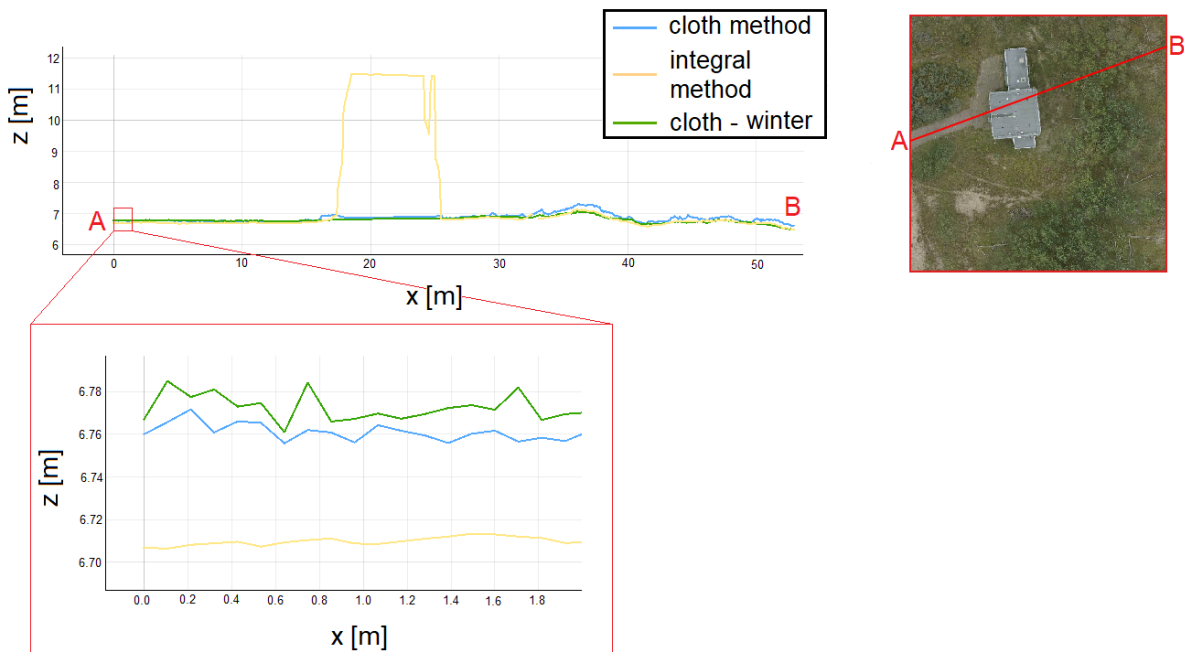 cloth method
integral
method
cloth - winter
z [m]
12
11
10
9
8
7
6
A
B
0
10
20
30
40
50
x [m]
A
B
z [m]
6.78
6.76
6.74
6.72
6.70
0.0
0.2
0.4
0.6
0.8
1.0
1.2
1.4
1.6
1.8
x [m]